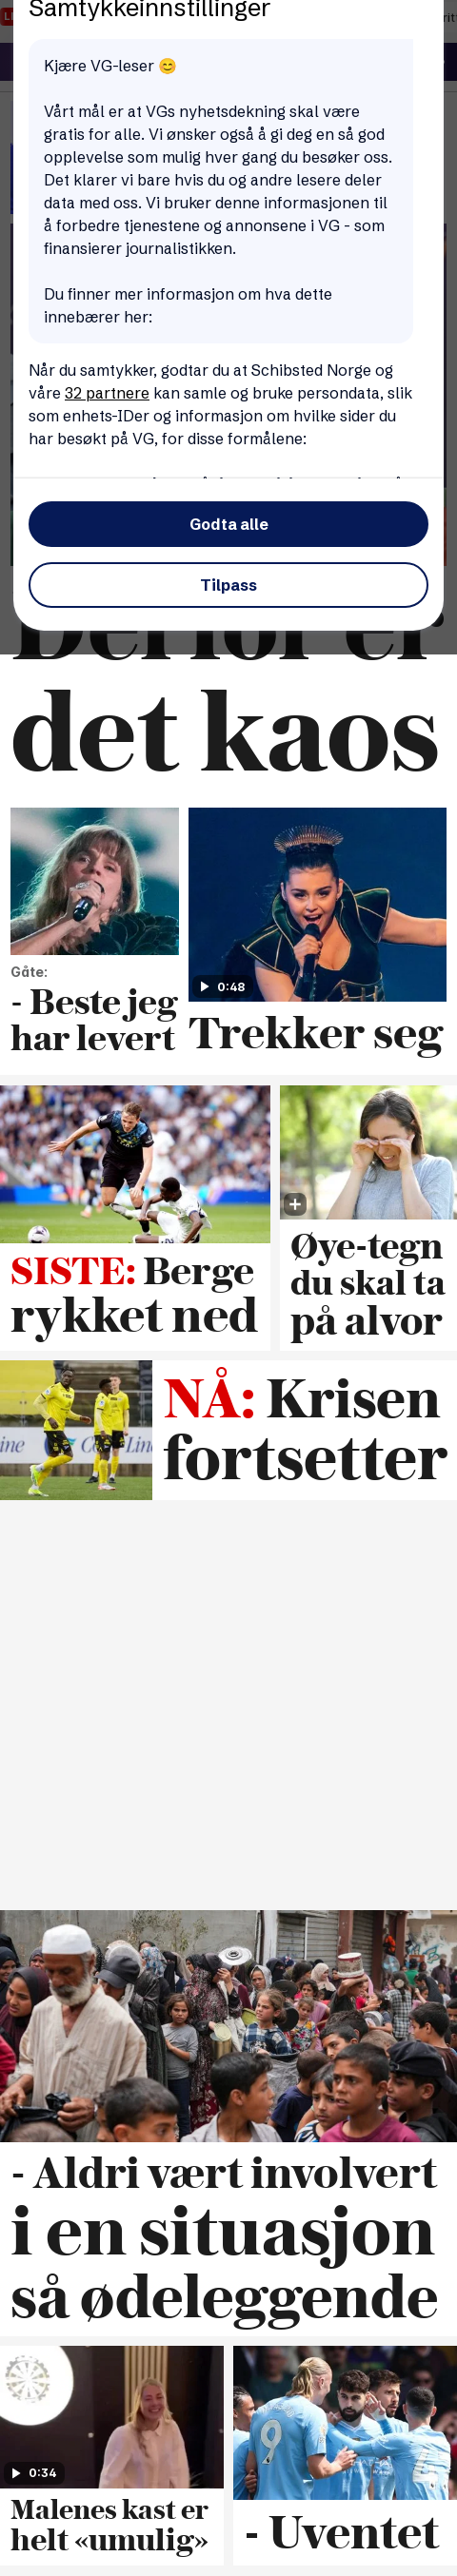 Samtykkeinnstillinger
Kjære VG-leser 😊
Vårt mål er at VGs nyhetsdekning skal være
gratis for alle. Vi ønsker også å gi deg en så god
opplevelse som mulig hver gang du besøker oss.
Det klarer vi bare hvis du og andre lesere deler
data med oss. Vi bruker denne informasjonen til
å forbedre tjenestene og annonsene i VG - som
finansierer journalistikken.
Du finner mer informasjon om hva dette
innebærer her:
Når du samtykker, godtar du at Schibsted Norge og
våre 32 partnere kan samle og bruke persondata, slik
som enhets-IDer og informasjon om hvilke sider du
har besøkt på VG, for disse formålene:
Godta alle
Tilpass
Derfor er
det kaos
0:48
Gåte:
- Beste jeg
har levert
Trekker seg
SISTE: Berge
rykket ned
Øye-tegn
du skal ta
på alvor
NÅ: Krisen
fortsetter
- Aldri vært involvert
i en situasjon
så ødeleggende
0:34
Malenes kast er
helt «umulig»
9
- Uventet